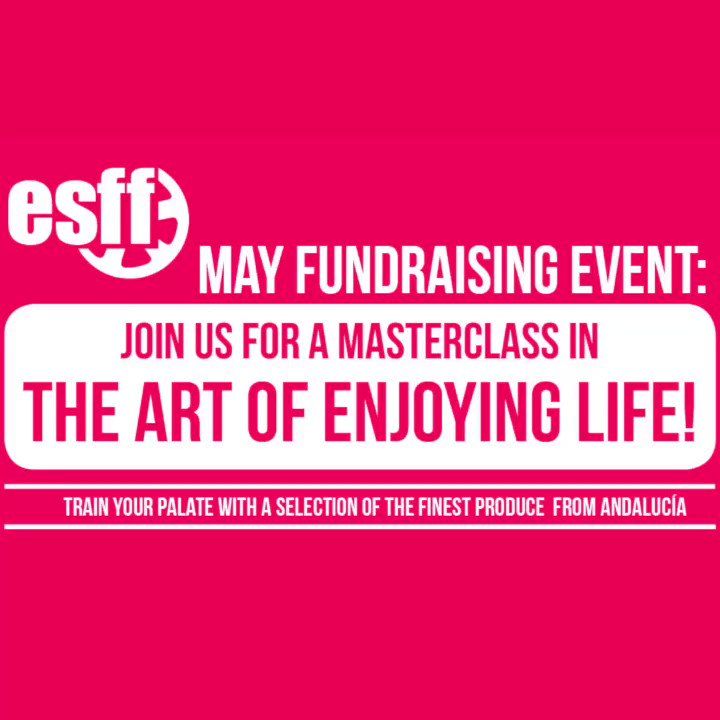 esff
MAY FUNDRAISING EVENT:
JOIN US FOR A MASTERCLASS IN
THE ART OF ENJOYING LIFE!
TRAIN YOUR PALATE WITH A SELECTION OF THE FINEST PRODUCE FROM ANDALUCÍA